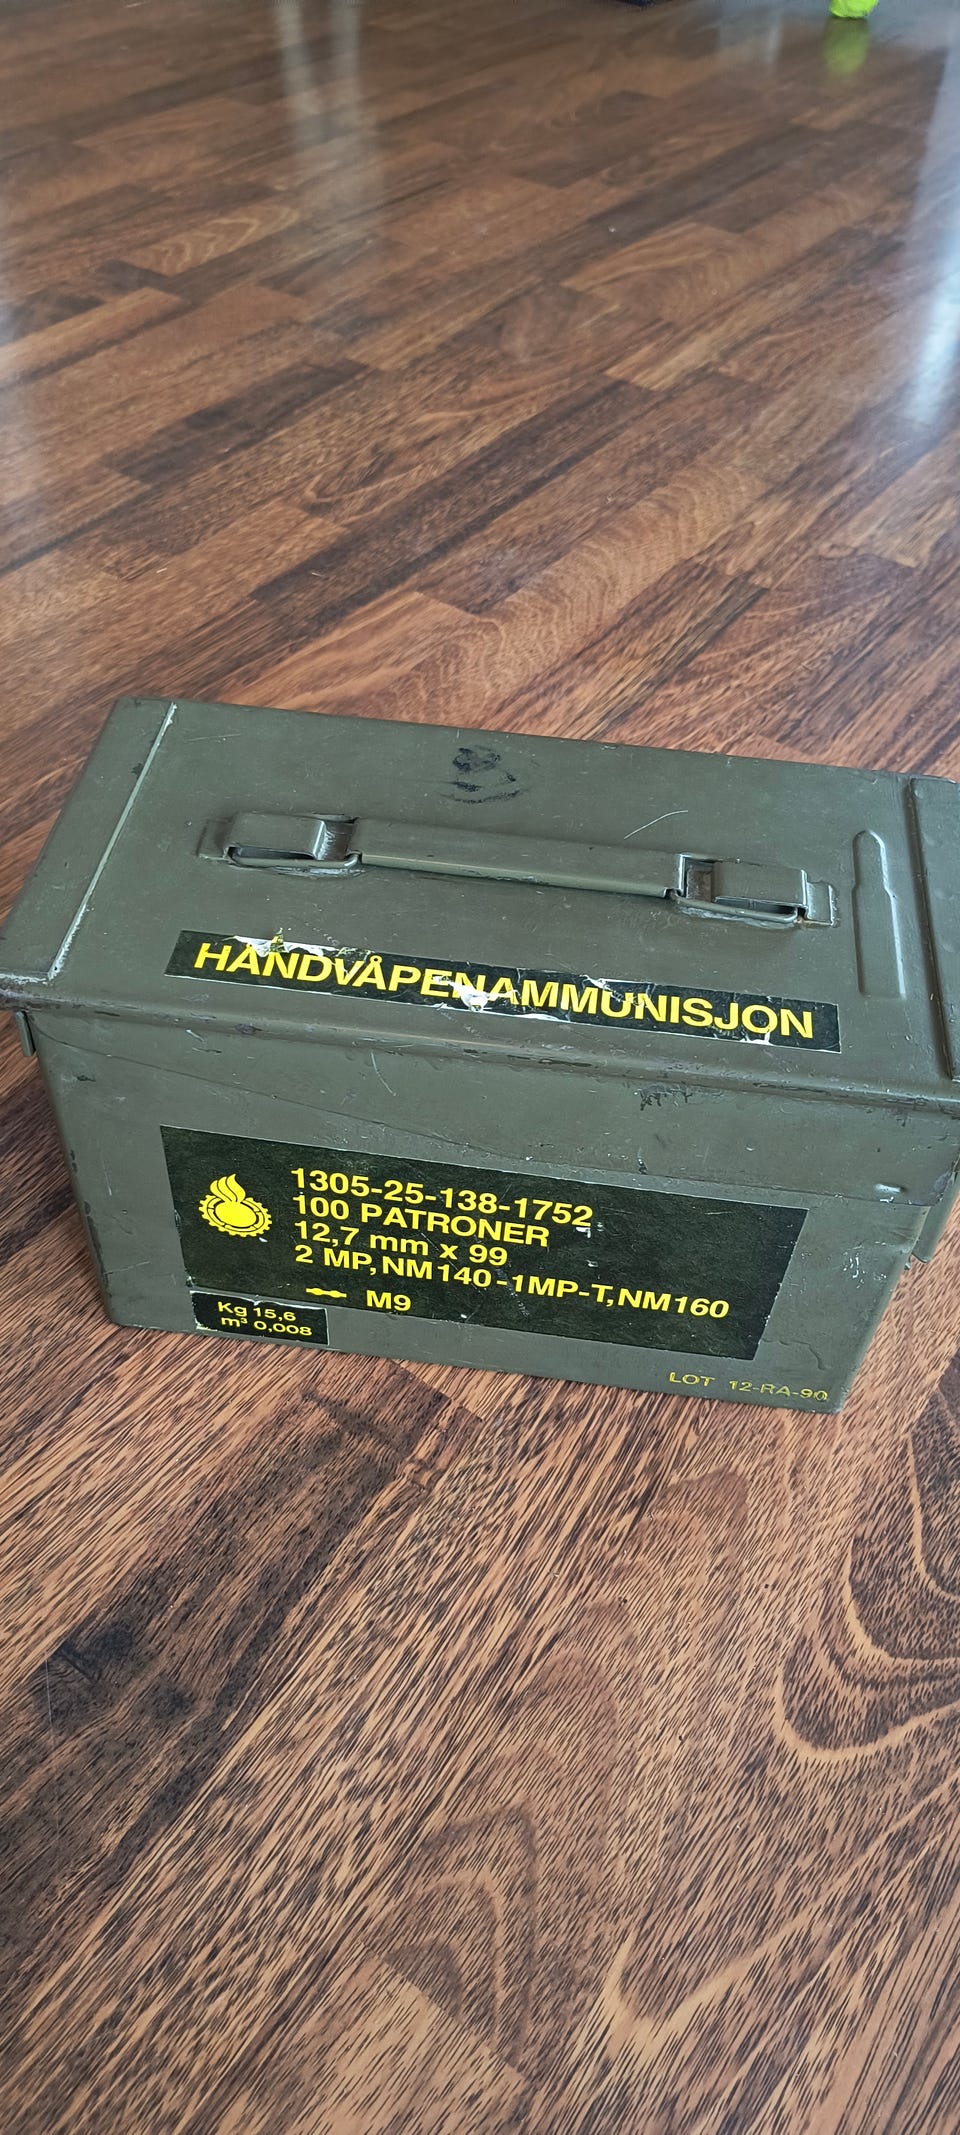 HÅNDVÅPENAMMUNISJON
1305-25-138-1752
100 PATRONER
12,7 mm x 99
2 MP, NM140-1MP-T, NM160
M9
Kg 15,6
m³ 0,008
LOT 12-RA-90